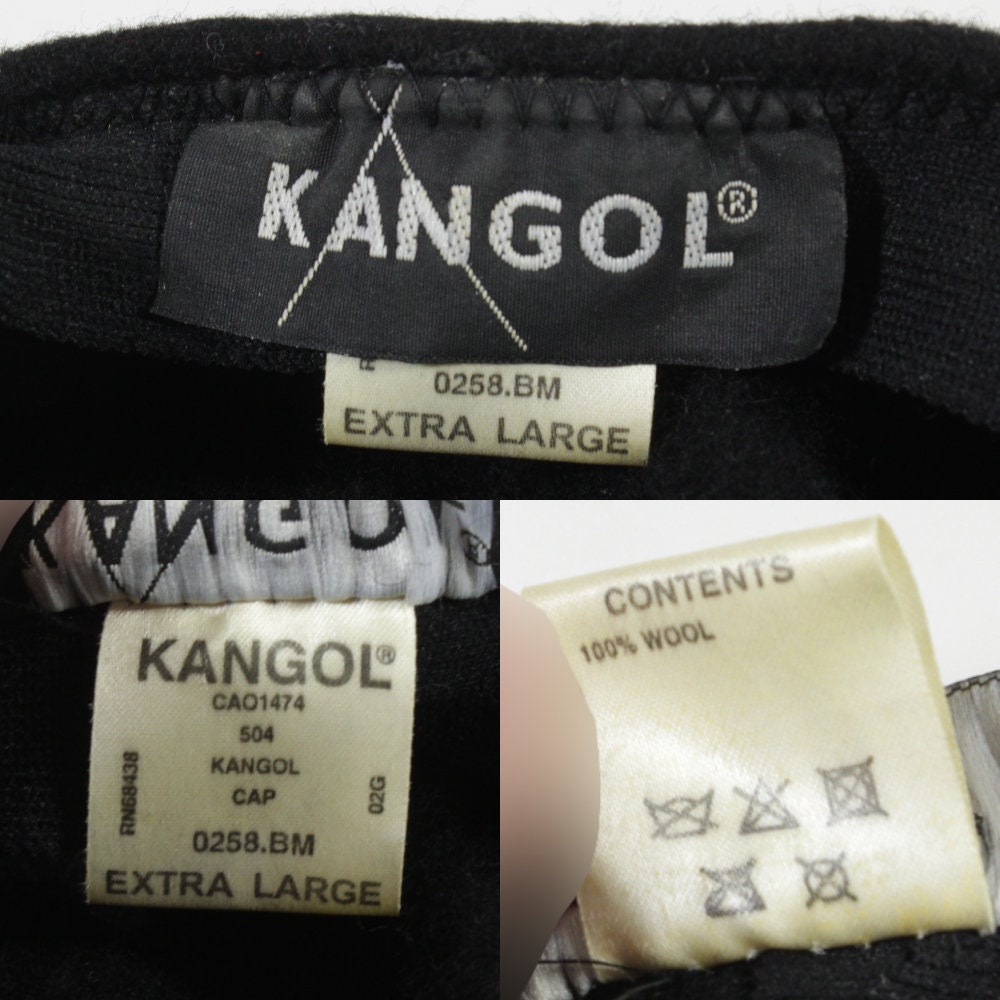 KANGOL®
0258.BM
EXTRA LARGE
KANGO
KANGOL®
CA01474
504
KANGOL
CAP
RN68438
02G
0258.BM
EXTRA LARGE
CONTENTS
100% WOOL